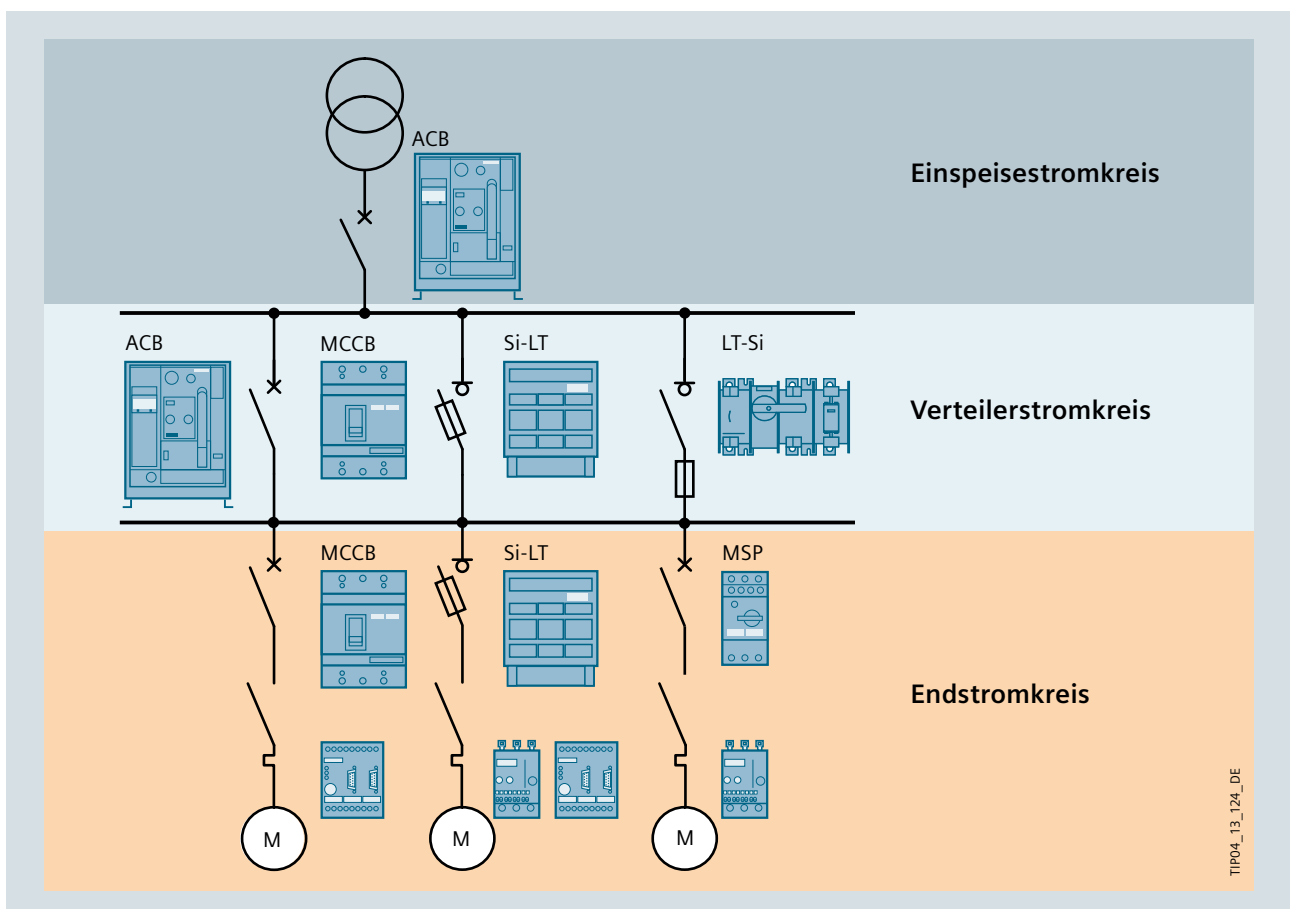 ACB
Einspeisestromkreis
ACB
MCCB
Si-LT
LT-Si
Verteilerstromkreis
MCCB
Si-LT
MSP
Endstromkreis
M
M
M
TIP04_13_124_DE